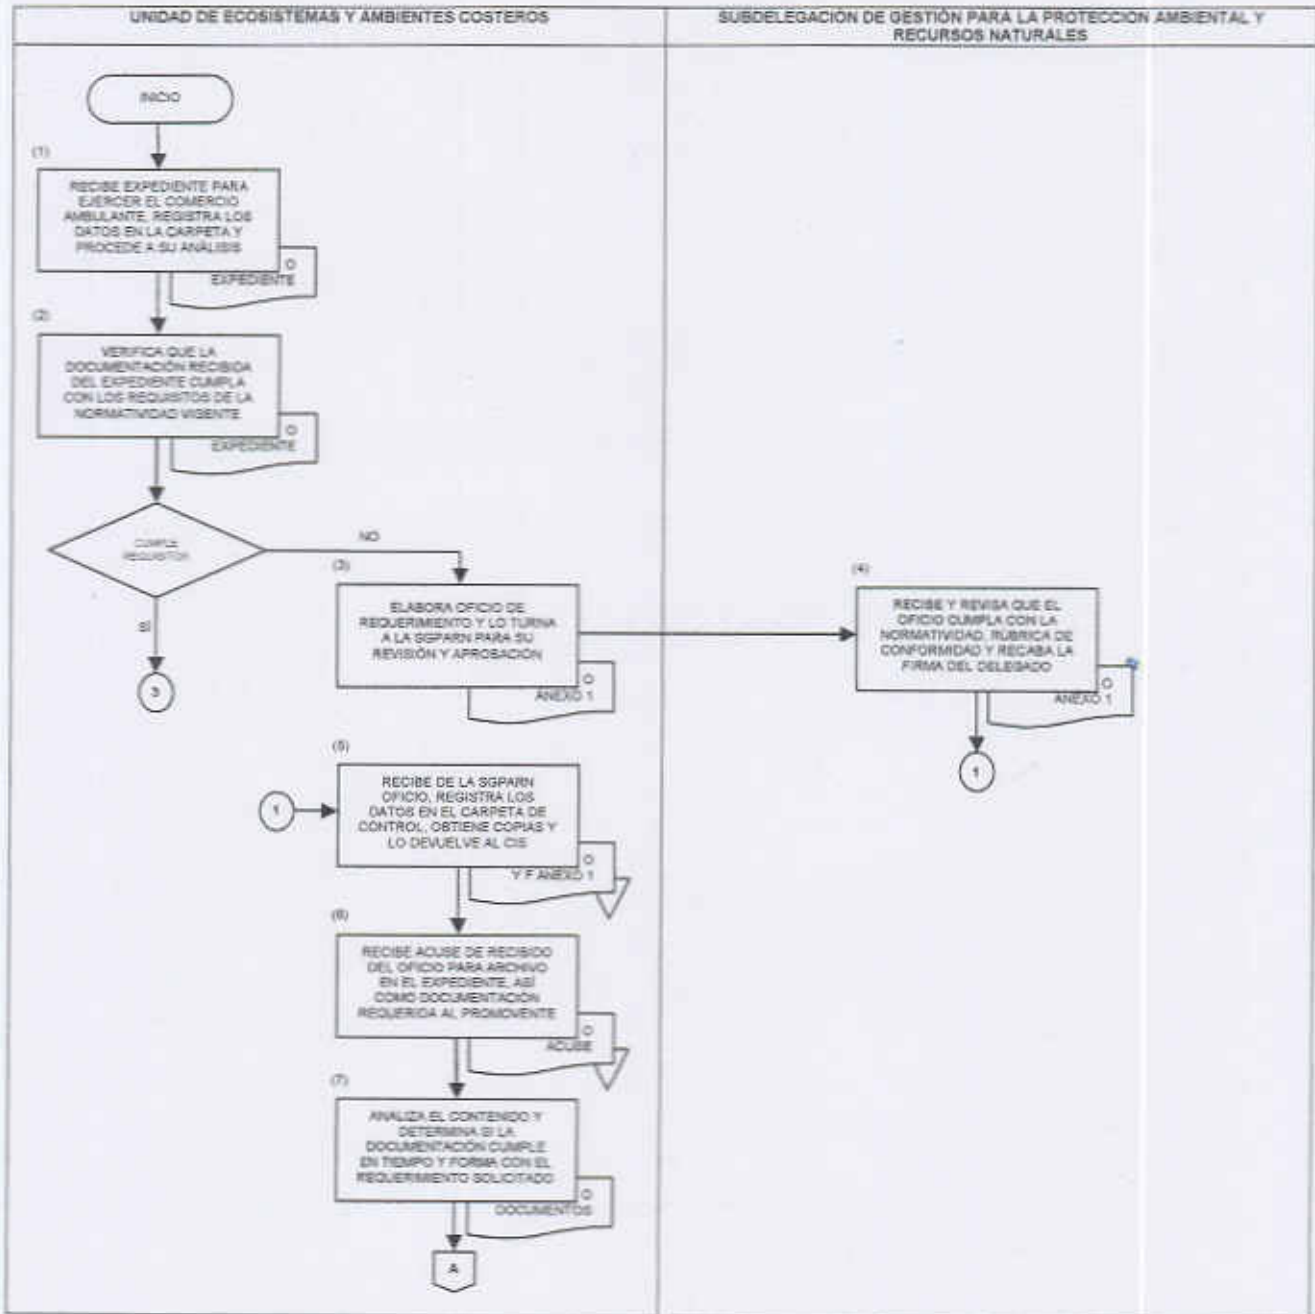 UNIDAD DE ECOSISTEMAS Y AMBIENTES COSTEROS
SUBDELEGACIÓN DE GESTIÓN PARA LA PROTECCION AMBIENTAL Y
RECURSOS NATURALES
INICIO
(1)
RECIBE EXPEDIENTE PARA
EJERCER EL COMERCIO
AMBULANTE, REGISTRA LOS
DATOS EN LA CARPETA Y
PROCEDE A SU ANÁLISIS
O
EXPEDIENTE
(2)
VERIFICA QUE LA
DOCUMENTACIÓN RECIBIDA
DEL EXPEDIENTE CUMPLA
CON LOS REQUISITOS DE LA
NORMATIVIDAD VIGENTE
O
EXPEDIENTE
CUMPLE
REQUISITOS
NO
SÍ
3
(3)
ELABORA OFICIO DE
REQUERIMIENTO Y LO TURNA
A LA SGPARN PARA SU
REVISIÓN Y APROBACIÓN
O
ANEXO 1
(4)
RECIBE Y REVISA QUE EL
OFICIO CUMPLA CON LA
NORMATIVIDAD, RÚBRICA DE
CONFORMIDAD Y RECABA LA
FIRMA DEL DELEGADO
O
ANEXO 1
1
(5)
1
RECIBE DE LA SGPARN
OFICIO, REGISTRA LOS
DATOS EN EL CARPETA DE
CONTROL, OBTIENE COPIAS Y
LO DEVUELVE AL CIS
O
Y F ANEXO 1
(6)
RECIBE ACUSE DE RECIBIDO
DEL OFICIO PARA ARCHIVO
EN EL EXPEDIENTE, ASÍ
COMO DOCUMENTACIÓN
REQUERIDA AL PROMOVENTE
O
ACUSE
(7)
ANALIZA EL CONTENIDO Y
DETERMINA SI LA
DOCUMENTACIÓN CUMPLE
EN TIEMPO Y FORMA CON EL
REQUERIMIENTO SOLICITADO
O
DOCUMENTOS
A